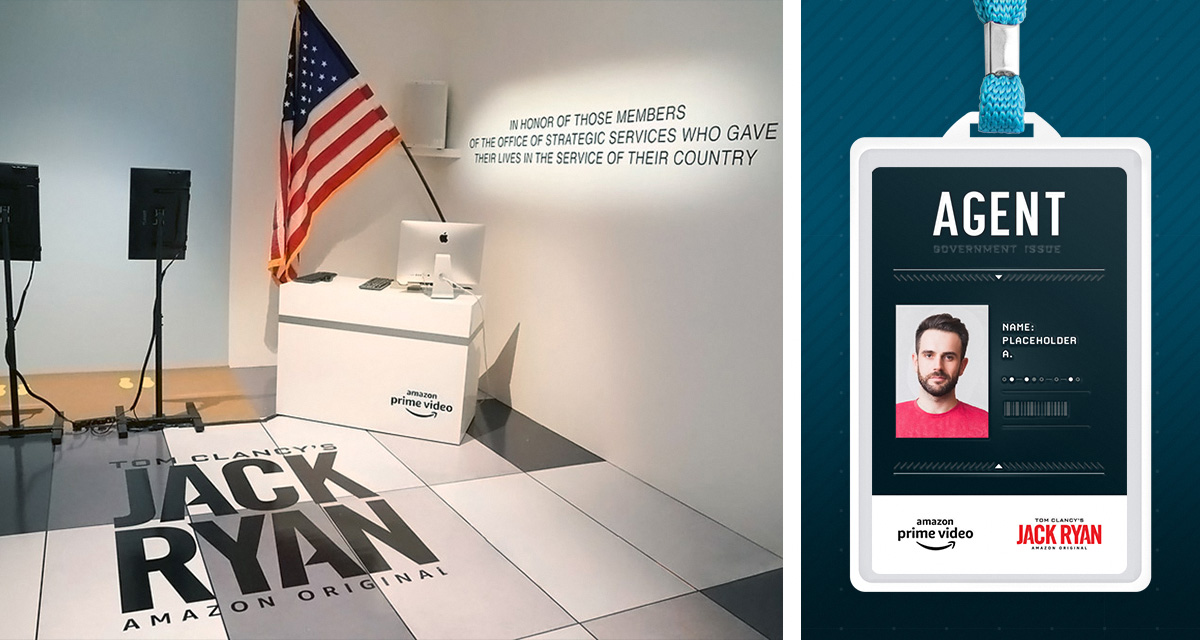 IN HONOR OF THOSE MEMBERS
OF THE OFFICE OF STRATEGIC SERVICES WHO GAVE
THEIR LIVES IN THE SERVICE OF THEIR COUNTRY
amazon
prime video
TOM CLANCY'S
JACK
RYAN
AMAZON ORIGINAL
AGENT
GOVERNMENT ISSUE
NAME:
PLACEHOLDER
A.
amazon
prime video
TOM CLANCY'S
JACK RYAN
AMAZON ORIGINAL